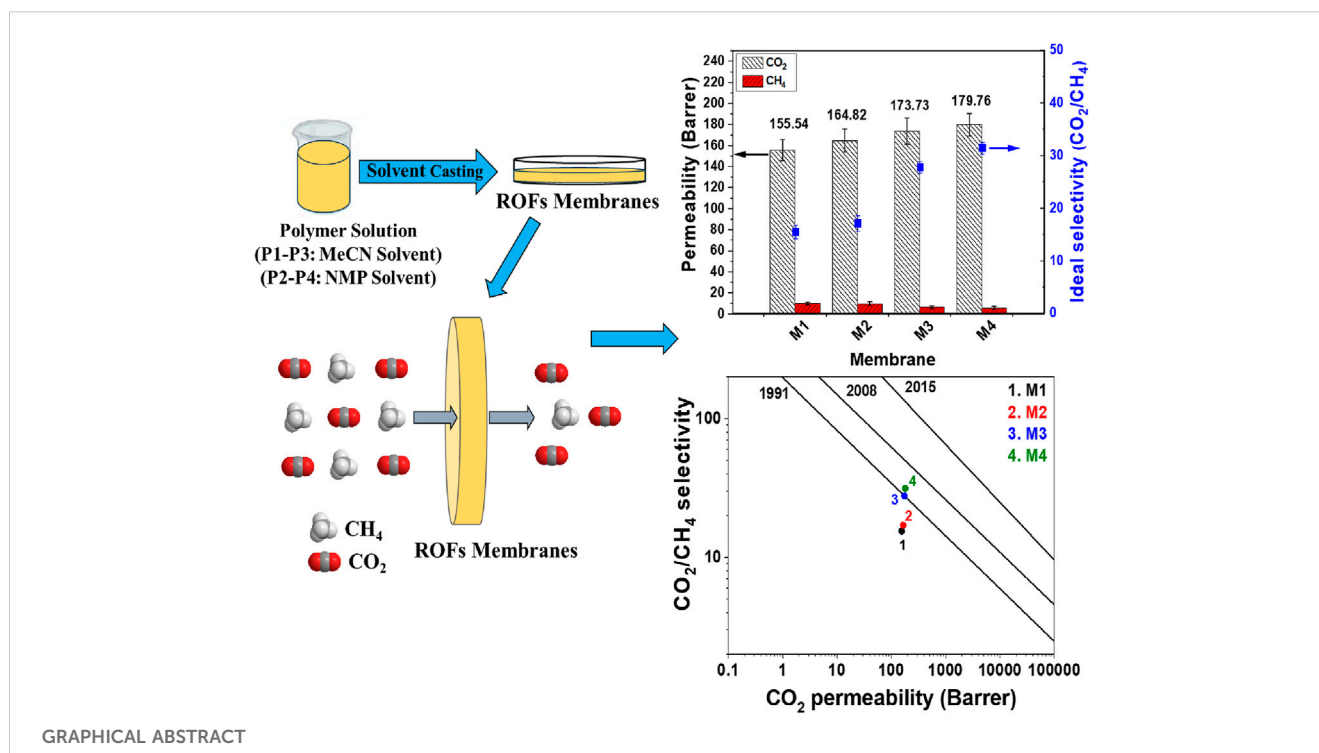 Solvent Casting
ROFs Membranes
Polymer Solution
(P1-P3: MeCN Solvent)
(P2-P4: NMP Solvent)
CH₄
CO₂
ROFs Membranes
Permeability (Barrer)
240
220
200
180
160
140
120
100
80
60
40
20
0
CO₂
CH₄
155.54
164.82
173.73
179.76
50
40
30
20
10
0
Ideal selectivity (CO₂/CH₄)
M1
M2
M3
M4
Membrane
CO₂/CH₄ selectivity
100
10
1991
2008
2015
1. M1
2. M2
3. M3
4. M4
4
3
2
1
0.1 1 10 100 1000 10000 100000
CO₂ permeability (Barrer)
GRAPHICAL ABSTRACT